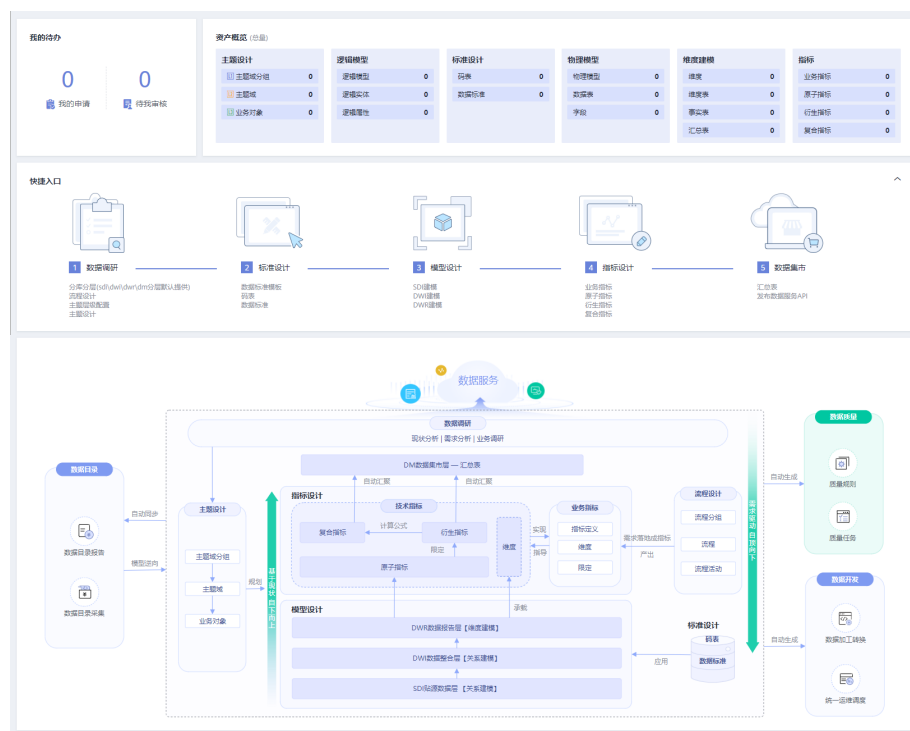 我的待办
0
我的申请
0
待我审核
资产概览 (总量)
主题设计
主题域分组 0
主题域 0
业务对象 0
逻辑模型
逻辑模型 0
逻辑实体 0
逻辑属性 0
标准设计
码表 0
数据标准 0
物理模型
物理模型 0
数据表 0
字段 0
维度建模
维度 0
维度表 0
事实表 0
汇总表 0
指标
业务指标 0
原子指标 0
衍生指标 0
复合指标 0
快捷入口
1 数据调研
分库分层(sdi\dwi\dwr\dm分层默认提供)
流程设计
主题层级配置
主题设计
2 标准设计
数据标准模板
码表
数据标准
3 模型设计
SDI建模
DWI建模
DWR建模
4 指标设计
业务指标
原子指标
衍生指标
复合指标
5 数据集市
汇总表
发布数据服务API
数据服务
数据调研
现状分析 | 需求分析 | 业务调研
DM数据集市层 — 汇总表
自动汇聚
自动汇聚
数据目录
数据目录报告
数据目录采集
自动同步
模型逆向
主题设计
主题域分组
主题域
业务对象
规划
基于现状 自下而上
指标设计
技术指标
复合指标
计算公式
衍生指标
限定
原子指标
维度
实现
指导
业务指标
指标定义
维度
限定
需求落地成指标
产出
流程设计
流程分组
流程
流程活动
承载
模型设计
DWR数据报告层【维度建模】
DWI数据整合层【关系建模】
SDI贴源数据层【关系建模】
应用
标准设计
码表
数据标准
需求驱动 自顶向下
自动生成
数据质量
质量规则
质量任务
自动生成
数据开发
数据加工转换
统一运维调度